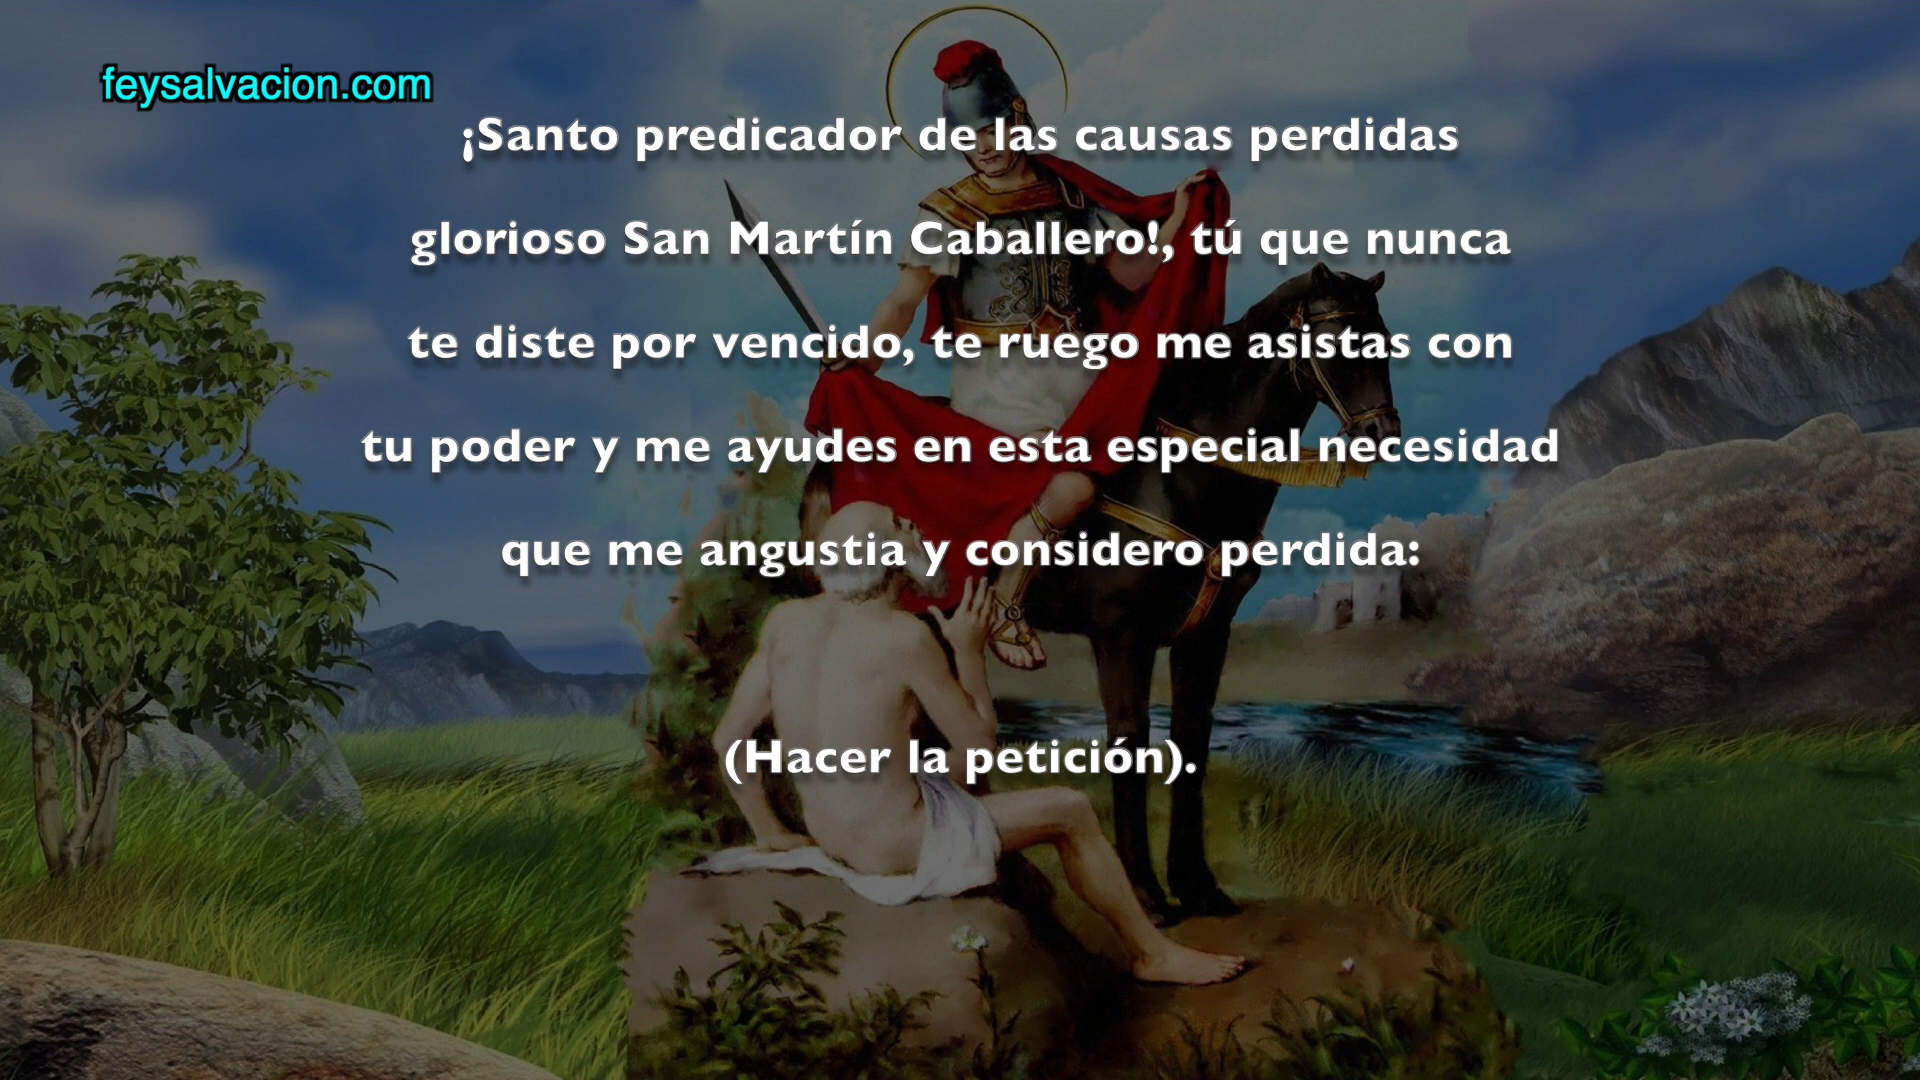 feysalvacion.com
¡Santo predicador de las causas perdidas
glorioso San Martín Caballero!, tú que nunca
te diste por vencido, te ruego me asistas con
tu poder y me ayudes en esta especial necesidad
que me angustia y considero perdida:
(Hacer la petición).